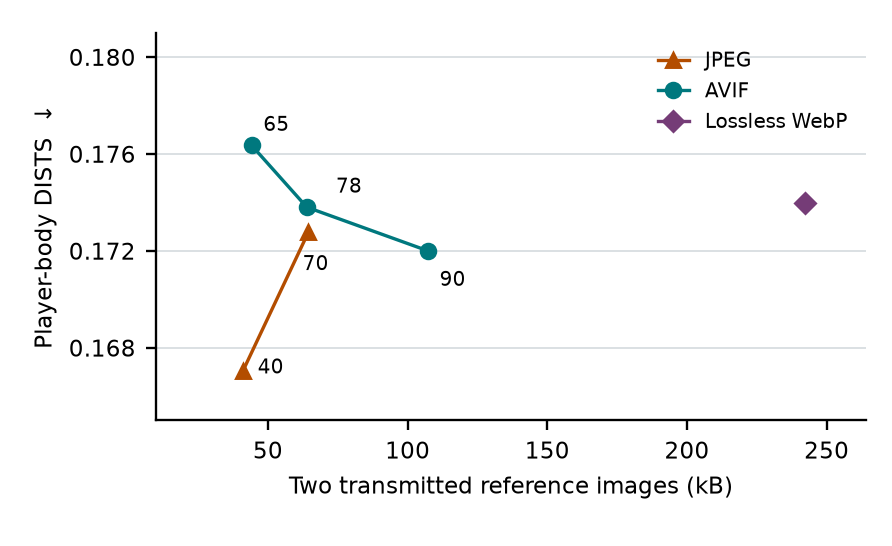 0.180
0.176
0.172
0.168
Player-body DISTS ↓
JPEG
AVIF
Lossless WebP
65
78
70
90
40
50
100
150
200
250
Two transmitted reference images (kB)